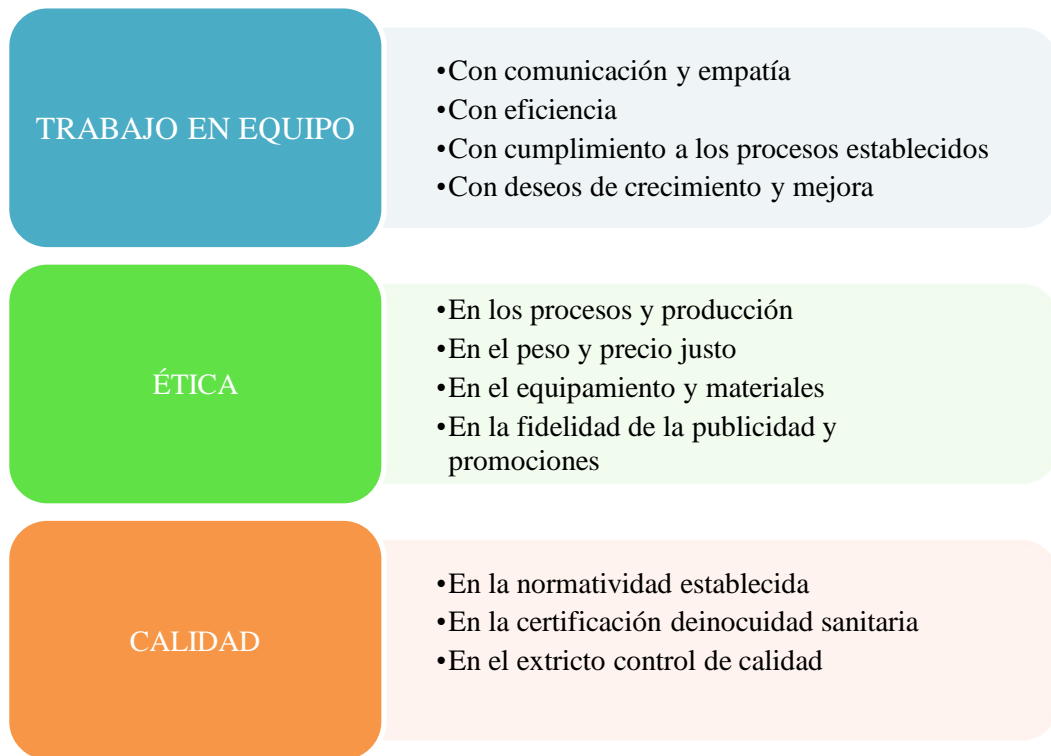 TRABAJO EN EQUIPO
•Con comunicación y empatía
•Con eficiencia
•Con cumplimiento a los procesos establecidos
•Con deseos de crecimiento y mejora
ÉTICA
•En los procesos y producción
•En el peso y precio justo
•En el equipamiento y materiales
•En la fidelidad de la publicidad y
promociones
CALIDAD
•En la normatividad establecida
•En la certificación deinocuidad sanitaria
•En el extricto control de calidad